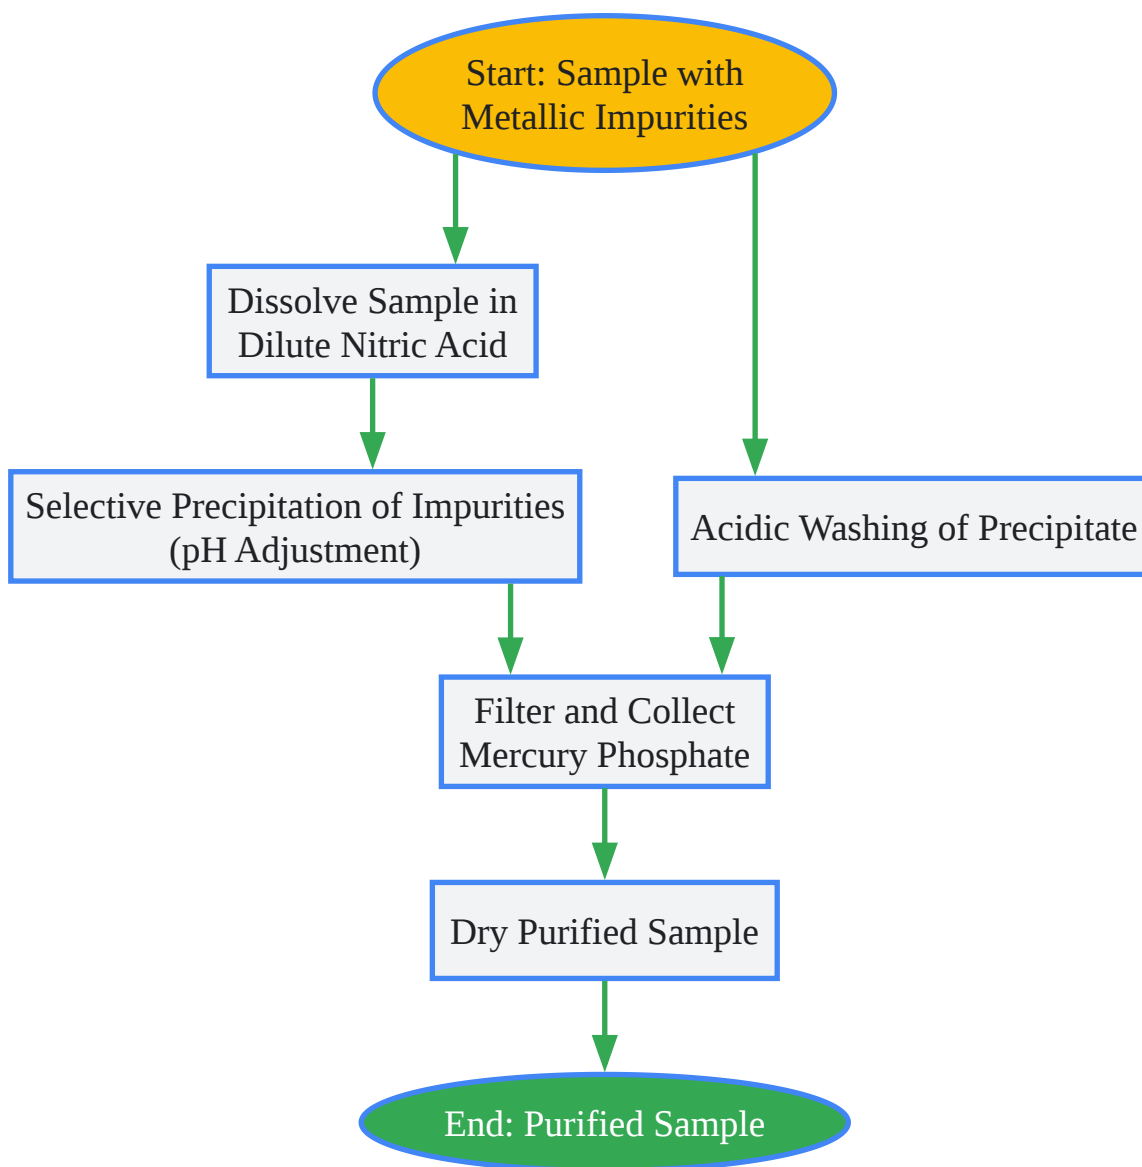 Start: Sample with
Metallic Impurities
Dissolve Sample in
Dilute Nitric Acid
Selective Precipitation of Impurities
(pH Adjustment)
Acidic Washing of Precipitate
Filter and Collect
Mercury Phosphate
Dry Purified Sample
End: Purified Sample